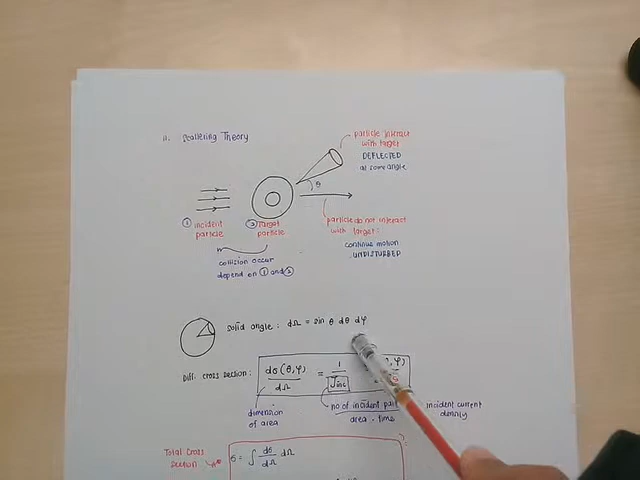 11. Scattering Theory
particle interact
with target
DEFLECTED
at some angle
θ
① incident
particle
② Target
particle
particle do not interact
with target:
continue motion
UNDISTURBED
collision occur
depend on ① and ②
solid angle: dΩ = sin θ dθ dφ
Diff. cross section: dσ(θ,φ)/dΩ = 1/Jinc
dimension
of area
no of incident
area · time
incident current
density
Total Cross
Section
σ = ∫ dσ/dΩ dΩ